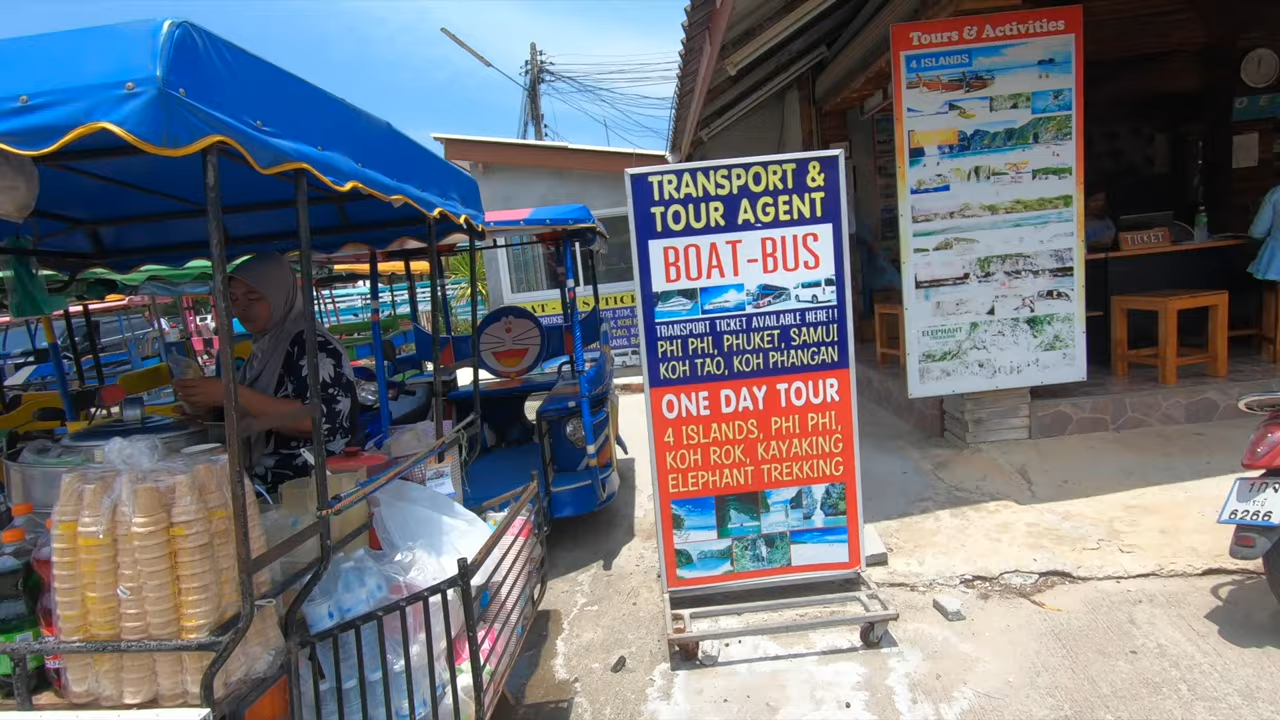 TRANSPORT &
TOUR AGENT
BOAT-BUS
TRANSPORT TICKET AVAILABLE HERE!!
PHI PHI, PHUKET, SAMUI
KOH TAO, KOH PHANGAN
ONE DAY TOUR
4 ISLANDS, PHI PHI,
KOH ROK, KAYAKING
ELEPHANT TREKKING
Tours & Activities
4 ISLANDS
ELEPHANT
TREKKING
TICKET
6266